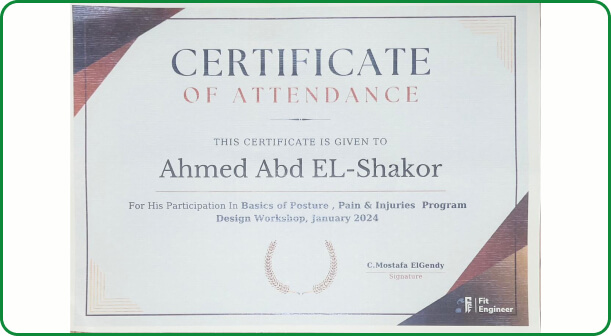 CERTIFICATE
OF ATTENDANCE
THIS CERTIFICATE IS GIVEN TO
Ahmed Abd EL-Shakor
For His Participation In Basics of Posture , Pain & Injuries Program
Design Workshop, January 2024
C.Mostafa ElGendy
Signature
Fit
Engineer